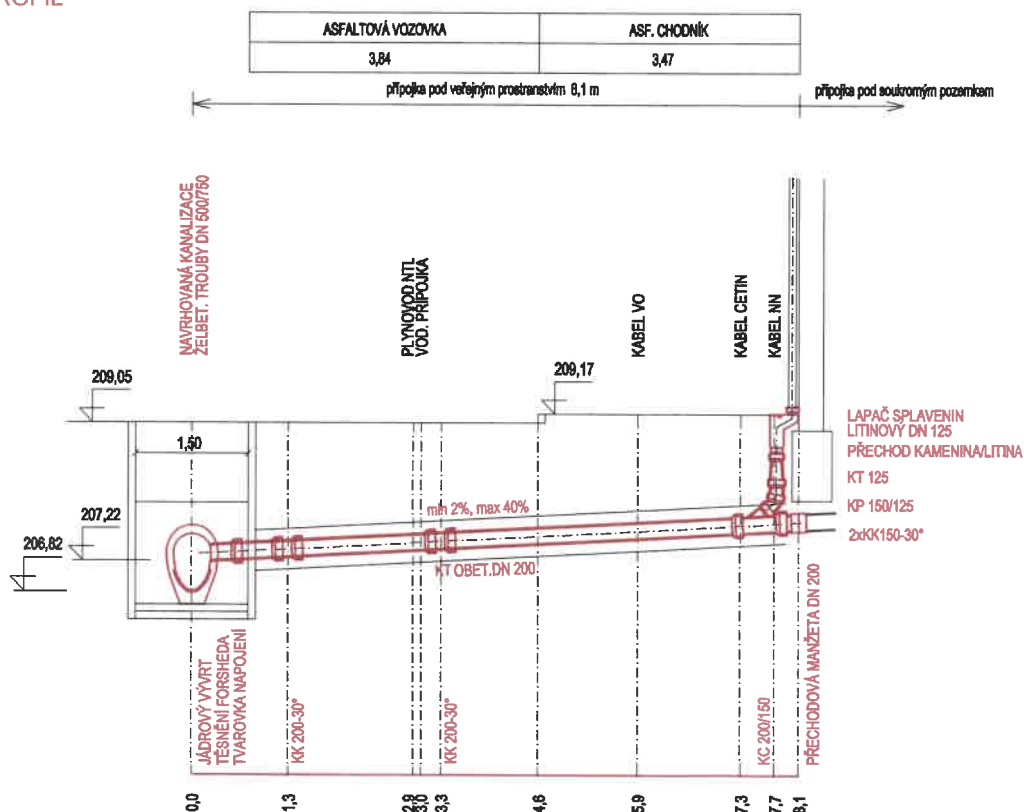 ASFALTOVÁ VOZOVKA
ASF. CHODNÍK
3,84
3,47
přípojka pod veřejným prostranstvím 8,1 m
přípojka pod soukromým pozemkem
NAVRHOVANÁ KANALIZACE
ŽELBET. TROUBY DN 500/750
PLYNOVOD NTL
VOD. PŘÍPOJKA
KABEL VO
KABEL CETIN
KABEL NN
209,05
209,17
1,50
LAPAČ SPLAVENIN
LITINOVÝ DN 125
PŘECHOD KAMENINA/LITINA
KT 125
KP 150/125
2xKK150-30°
min 2%, max 40%
207,22
206,82
KT OBET.DN 200
JÁDROVÝ VÝVRT
TĚSNĚNÍ FORSHEDA
TVAROVKA NAPOJENÍ
KK 200-30°
KK 200-30°
KC 200/150
PŘECHODOVÁ MANŽETA DN 200
0,0
1,3
2,9
3,0
3,3
4,6
5,9
7,3
7,7
8,1